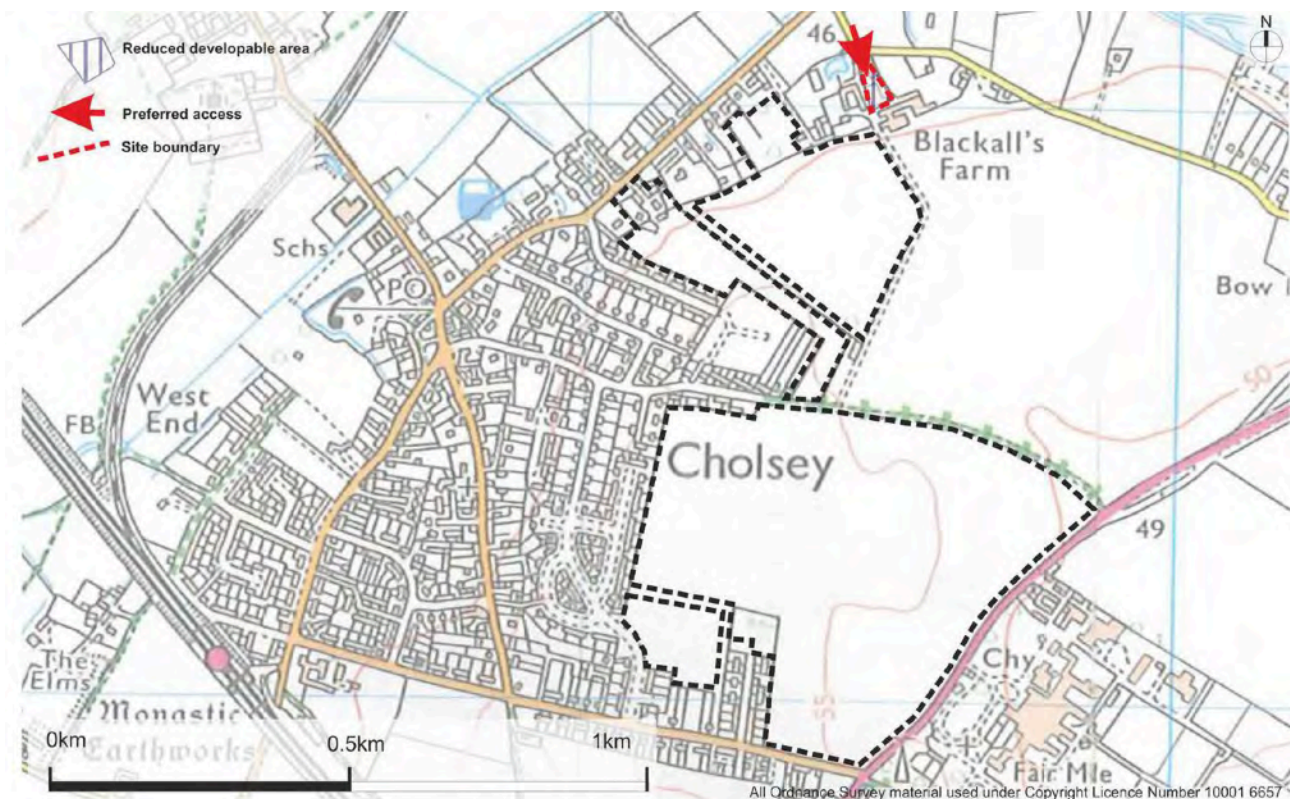 Reduced developable area
Preferred access
Site boundary
N
46
Blackall's
Farm
Schs
PO
Bow
West
End
FB
50
Cholsey
49
The
Elms
Chy
55
Monastic
Earthworks
Fair Mle
0km
0.5km
1km
All Ordnance Survey material used under Copyright Licence Number 10001 6657